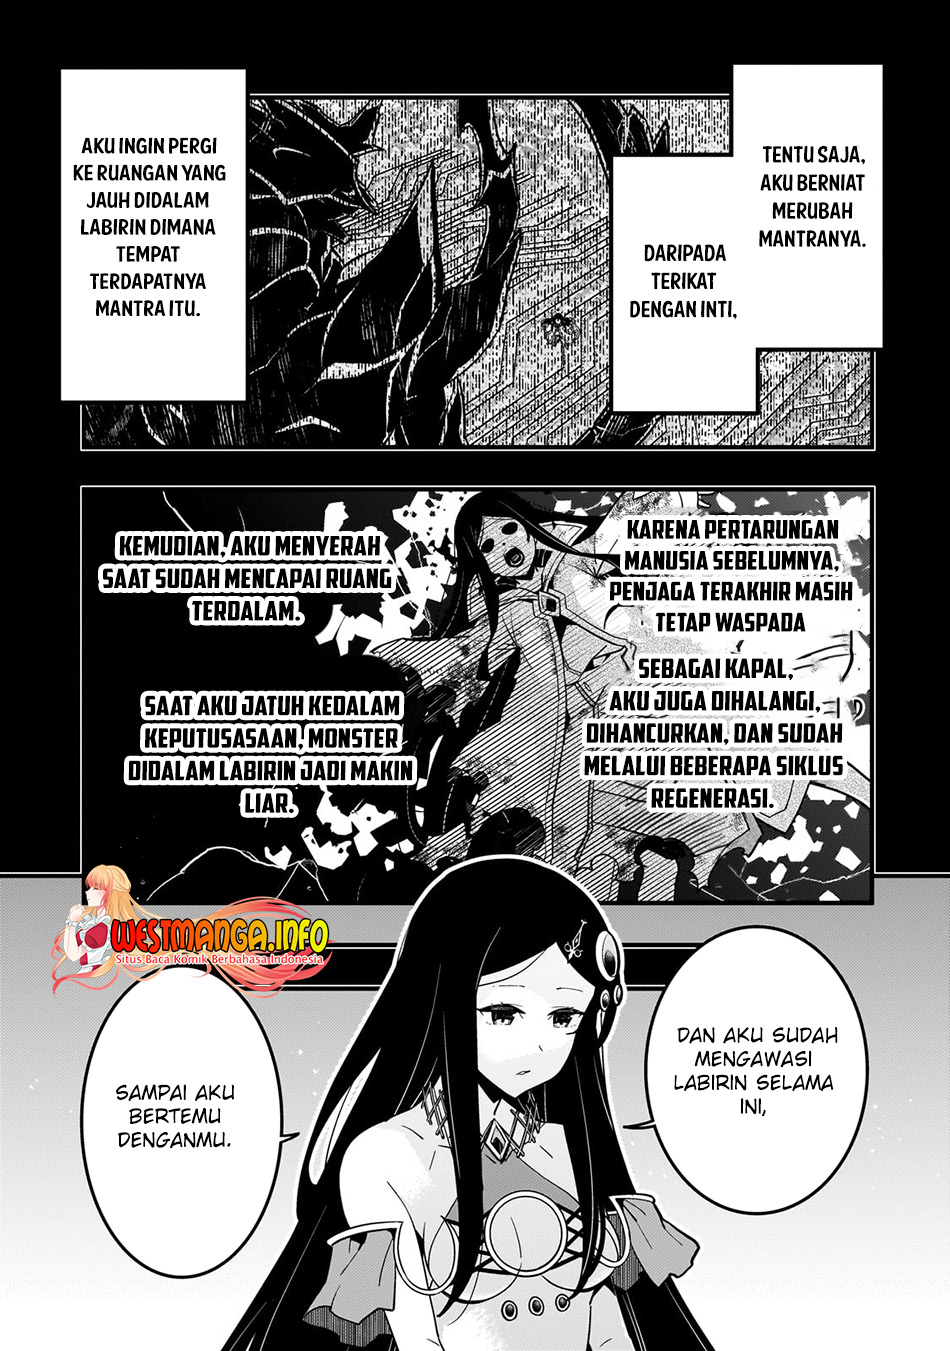 TENTU SAJA,
AKU BERNIAT
MERUBAH
MANTRANYA.
DARIPADA
TERIKAT
DENGAN INTI,
AKU INGIN PERGI
KE RUANGAN YANG
JAUH DIDALAM
LABIRIN DIMANA
TEMPAT
TERDAPATNYA
MANTRA ITU.
KARENA PERTARUNGAN
MANUSIA SEBELUMNYA,
PENJAGA TERAKHIR MASIH
TETAP WASPADA
SEBAGAI KAPAL,
AKU JUGA DIHALANGI,
DIHANCURKAN, DAN SUDAH
MELALUI BEBERAPA SIKLUS
REGENERASI.
KEMUDIAN, AKU MENYERAH
SAAT SUDAH MENCAPAI RUANG
TERDALAM.
SAAT AKU JATUH KEDALAM
KEPUTUSASAAN, MONSTER
DIDALAM LABIRIN JADI MAKIN
LIAR.
WESTMANGA.INFO
SITUS BACA KOMIK BERBAHASA INDONESIA
DAN AKU SUDAH
MENGAWASI
LABIRIN SELAMA
INI,
SAMPAI AKU
BERTEMU
DENGANMU.